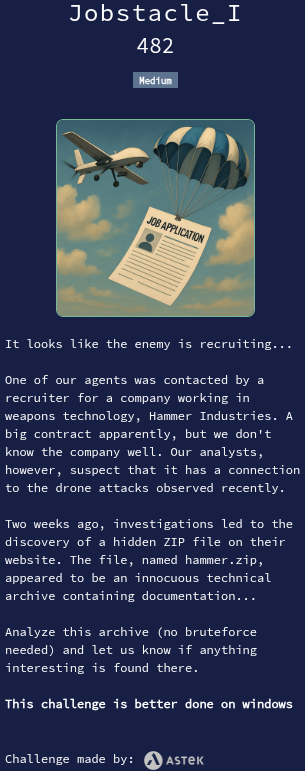 Jobstacle_I
482
Medium
JOB APPLICATION
It looks like the enemy is recruiting...
One of our agents was contacted by a
recruiter for a company working in
weapons technology, Hammer Industries. A
big contract apparently, but we don't
know the company well. Our analysts,
however, suspect that it has a connection
to the drone attacks observed recently.
Two weeks ago, investigations led to the
discovery of a hidden ZIP file on their
website. The file, named hammer.zip,
appeared to be an innocuous technical
archive containing documentation...
Analyze this archive (no bruteforce
needed) and let us know if anything
interesting is found there.
This challenge is better done on windows
Challenge made by: ASTEK